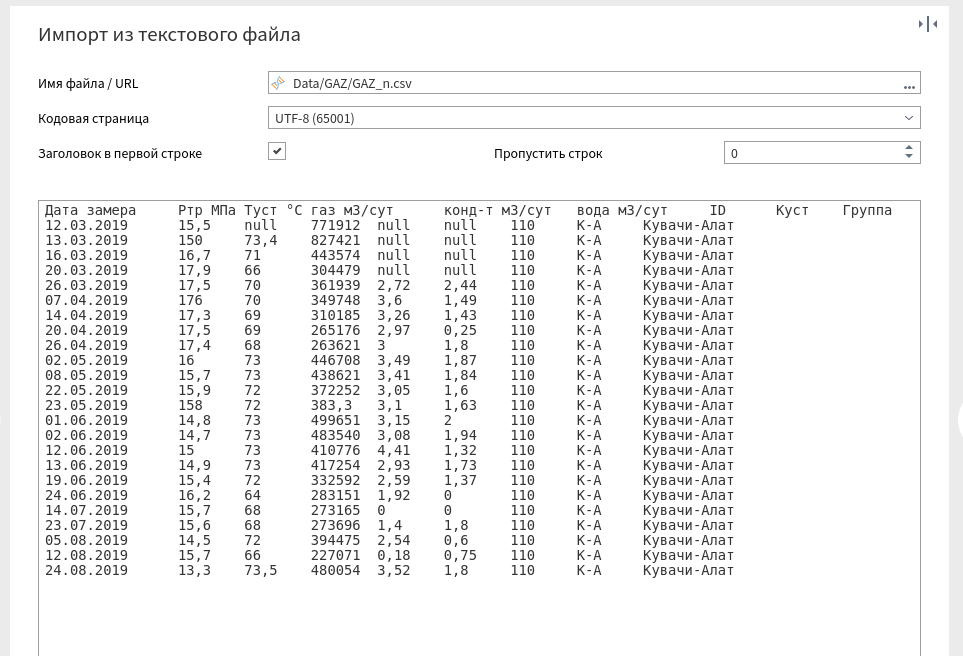 Импорт из текстового файла
Имя файла / URL Data/GAZ/GAZ_n.csv ...
Кодовая страница UTF-8 (65001)
Заголовок в первой строке Пропустить строк 0
Дата замера Pтр МПа Туст °С газ м3/сут конд-т м3/сут вода м3/сут ID Куст Группа
12.03.2019 15,5 null 771912 null null 110 К-А Кувачи-Алат
13.03.2019 150 73,4 827421 null null 110 К-А Кувачи-Алат
16.03.2019 16,7 71 443574 null null 110 К-А Кувачи-Алат
20.03.2019 17,9 66 304479 null null 110 К-А Кувачи-Алат
26.03.2019 17,5 70 361939 2,72 2,44 110 К-А Кувачи-Алат
07.04.2019 176 70 349748 3,6 1,49 110 К-А Кувачи-Алат
14.04.2019 17,3 69 310185 3,26 1,43 110 К-А Кувачи-Алат
20.04.2019 17,5 69 265176 2,97 0,25 110 К-А Кувачи-Алат
26.04.2019 17,4 68 263621 3 1,8 110 К-А Кувачи-Алат
02.05.2019 16 73 446708 3,49 1,87 110 К-А Кувачи-Алат
08.05.2019 15,7 73 438621 3,41 1,84 110 К-А Кувачи-Алат
22.05.2019 15,9 72 372252 3,05 1,6 110 К-А Кувачи-Алат
23.05.2019 158 72 383,3 3,1 1,63 110 К-А Кувачи-Алат
01.06.2019 14,8 73 499651 3,15 2 110 К-А Кувачи-Алат
02.06.2019 14,7 73 483540 3,08 1,94 110 К-А Кувачи-Алат
12.06.2019 15 73 410776 4,41 1,32 110 К-А Кувачи-Алат
13.06.2019 14,9 73 417254 2,93 1,73 110 К-А Кувачи-Алат
19.06.2019 15,4 72 332592 2,59 1,37 110 К-А Кувачи-Алат
24.06.2019 16,2 64 283151 1,92 0 110 К-А Кувачи-Алат
14.07.2019 15,7 68 273165 0 0 110 К-А Кувачи-Алат
23.07.2019 15,6 68 273696 1,4 1,8 110 К-А Кувачи-Алат
05.08.2019 14,5 72 394475 2,54 0,6 110 К-А Кувачи-Алат
12.08.2019 15,7 66 227071 0,18 0,75 110 К-А Кувачи-Алат
24.08.2019 13,3 73,5 480054 3,52 1,8 110 К-А Кувачи-Алат